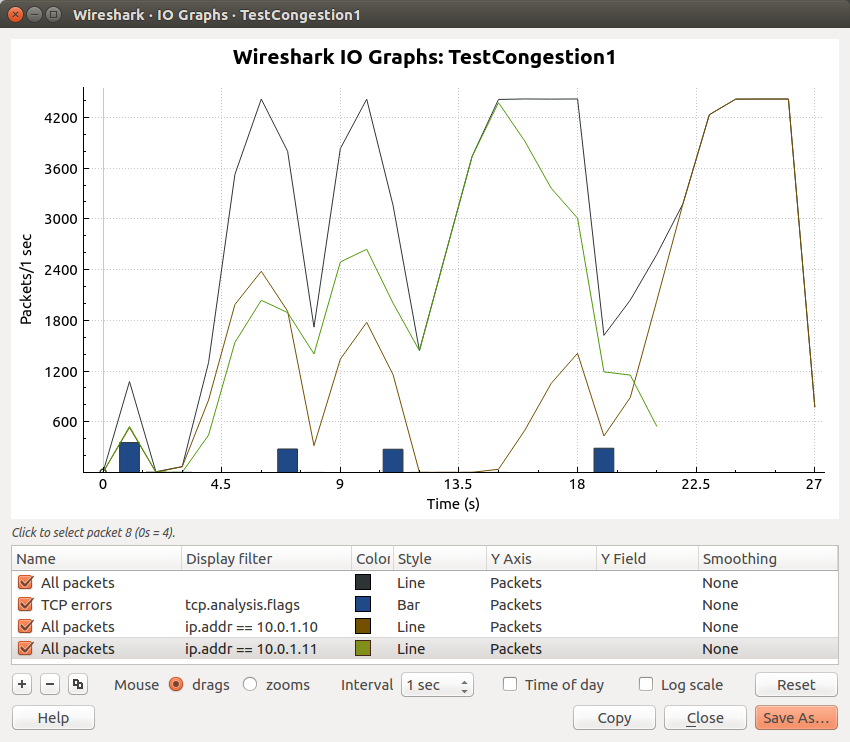 Wireshark · IO Graphs · TestCongestion1
Wireshark IO Graphs: TestCongestion1
Packets/1 sec
4200
3600
3000
2400
1800
1200
600
0 4.5 9 13.5 18 22.5 27
Time (s)
Click to select packet 8 (0s = 4).
Name Display filter Color Style Y Axis Y Field Smoothing
All packets Line Packets None
TCP errors tcp.analysis.flags Bar Packets None
All packets ip.addr == 10.0.1.10 Line Packets None
All packets ip.addr == 10.0.1.11 Line Packets None
+ − Mouse drags zooms Interval 1 sec Time of day Log scale Reset
Help Copy Close Save As...